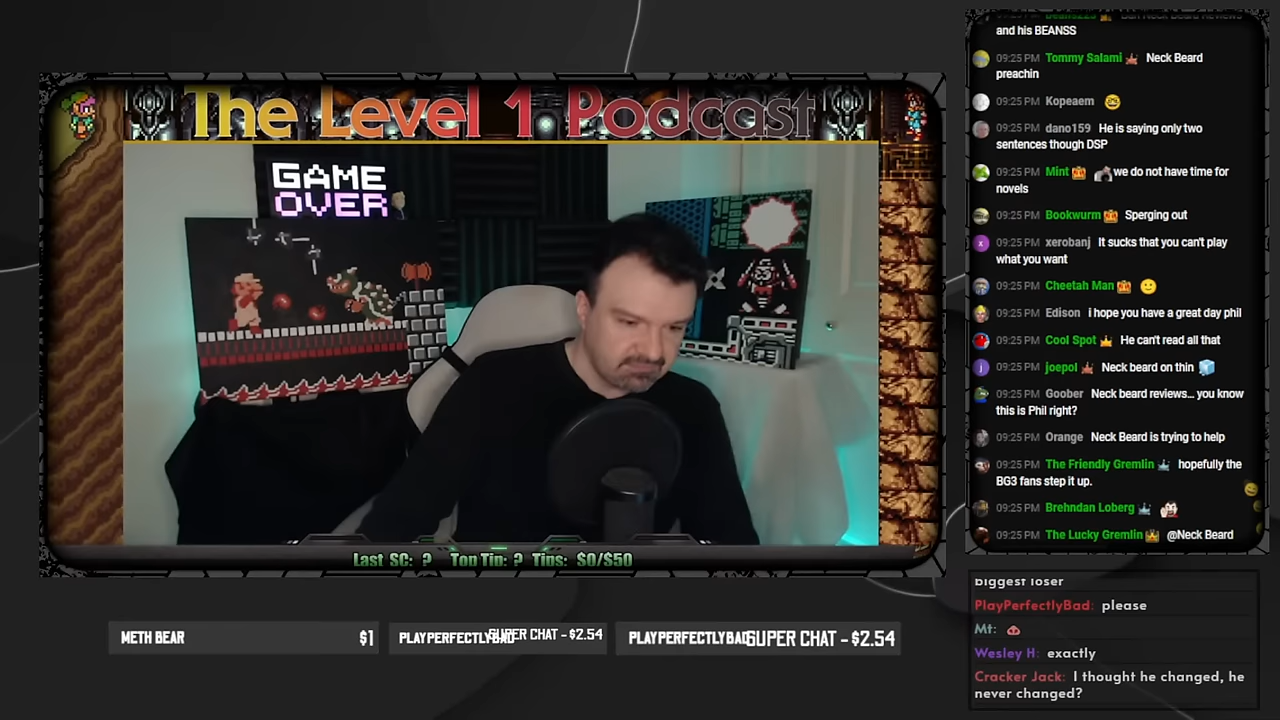 The Level 1 Podcast
GAME
OVER
Last SC: ? Top Tip: ? Tips: $0/$50
METH BEAR $1
PLAYPERFECTLYBAD SUPER CHAT - $2.54
PLAYPERFECTLYBAD SUPER CHAT - $2.54
and his BEANSS
09:25 PM Tommy Salami Neck Beard
preachin
09:25 PM Kopeaem
09:25 PM dano159 He is saying only two
sentences though DSP
09:25 PM Mint we do not have time for
novels
09:25 PM Bookwurm Sperging out
09:25 PM xerobanj It sucks that you can't play
what you want
09:25 PM Cheetah Man
09:25 PM Edison i hope you have a great day phil
09:25 PM Cool Spot He can't read all that
09:25 PM joepol Neck beard on thin
09:25 PM Goober Neck beard reviews... you know
this is Phil right?
09:25 PM Orange Neck Beard is trying to help
09:25 PM The Friendly Gremlin hopefully the
BG3 fans step it up.
09:25 PM Brehndan Loberg
09:25 PM The Lucky Gremlin @Neck Beard
biggest loser
PlayPerfectlyBad: please
Mt:
Wesley H: exactly
Cracker Jack: I thought he changed, he
never changed?